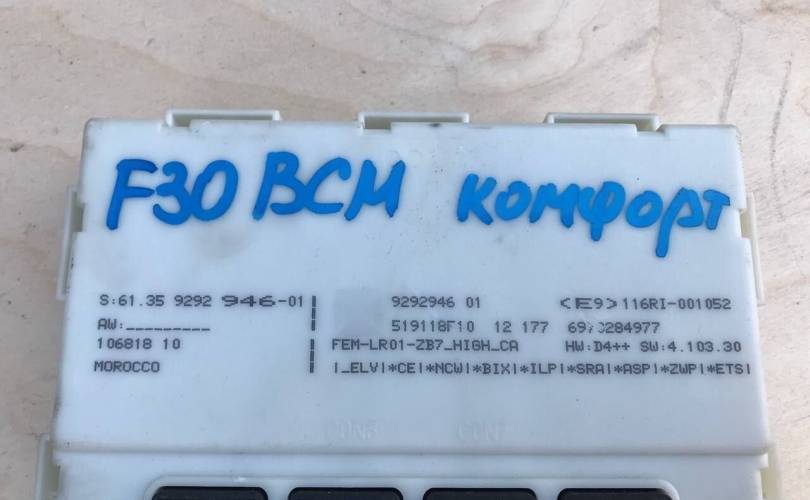 F30 BCM комфорт
S:61.35 9292 946-01 | 9292946 01 <E9>116RI-001052
AW:_________ | 519118F10 12 177
106818 10 | FEM-LR01-ZB7_HIGH_CA HW:D4++ SW:4.103.30
MOROCCO | |_ELV|*CE|*NCW|*BIX|*ILP|*SRA|*ASP|*ZWP|*ETS|